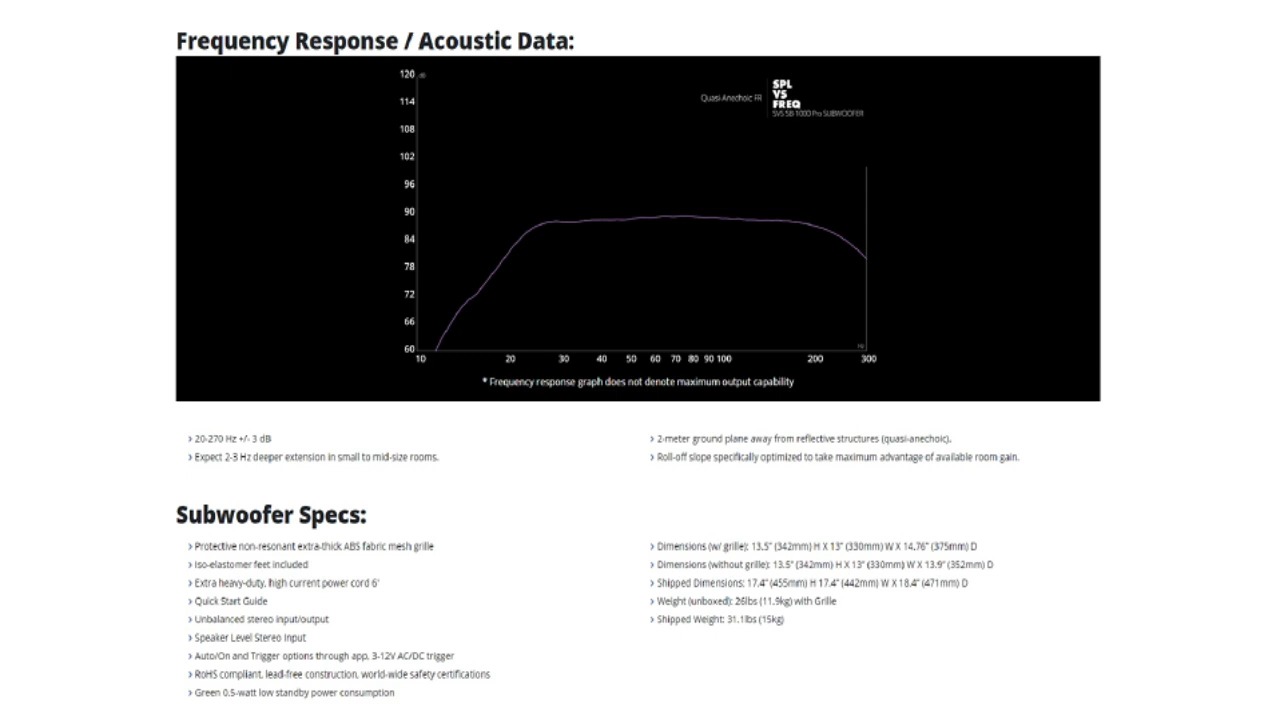 Frequency Response / Acoustic Data:
120 dB
114
108
102
96
90
84
78
72
66
60
Quasi-Anechoic FR
SPL
VS
FREQ
SVS SB-1000 Pro SUBWOOFER
Hz
10 20 30 40 50 60 70 80 90 100 200 300
* Frequency response graph does not denote maximum output capability
› 20-270 Hz +/- 3 dB
› Expect 2-3 Hz deeper extension in small to mid-size rooms.
› 2-meter ground plane away from reflective structures (quasi-anechoic).
› Roll-off slope specifically optimized to take maximum advantage of available room gain.
Subwoofer Specs:
› Protective non-resonant extra-thick ABS fabric mesh grille
› Iso-elastomer feet included
› Extra heavy-duty, high current power cord 6'
› Quick Start Guide
› Unbalanced stereo input/output
› Speaker Level Stereo Input
› Auto/On and Trigger options through app, 3-12V AC/DC trigger
› RoHS compliant, lead-free construction, world-wide safety certifications
› Green 0.5-watt low standby power consumption
› Dimensions (w/ grille): 13.5" (342mm) H X 13" (330mm) W X 14.76" (375mm) D
› Dimensions (without grille): 13.5" (342mm) H X 13" (330mm) W X 13.9" (352mm) D
› Shipped Dimensions: 17.4" (455mm) H 17.4" (442mm) W X 18.4" (471mm) D
› Weight (unboxed): 26lbs (11.9kg) with Grille
› Shipped Weight: 31.1lbs (15kg)